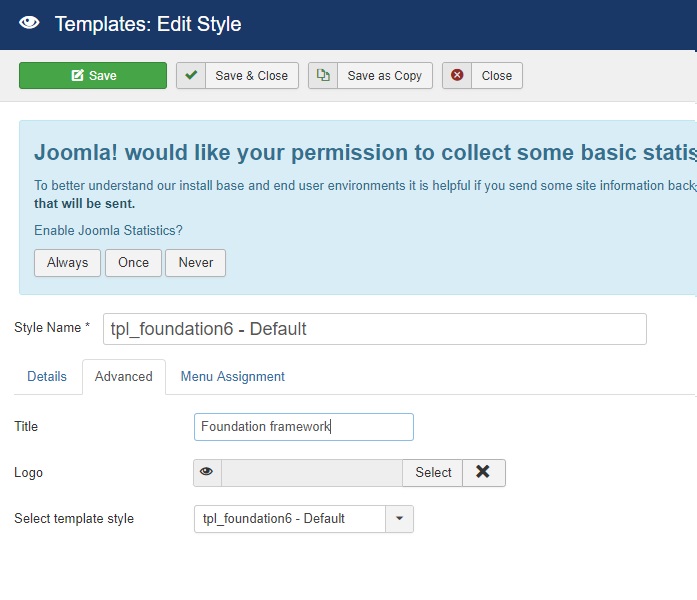 Templates: Edit Style
Save
Save & Close
Save as Copy
Close
Joomla! would like your permission to collect some basic statis
To better understand our install base and end user environments it is helpful if you send some site information back
that will be sent.
Enable Joomla Statistics?
Always
Once
Never
Style Name * tpl_foundation6 - Default
Details
Advanced
Menu Assignment
Title Foundation framework
Logo Select
Select template style tpl_foundation6 - Default